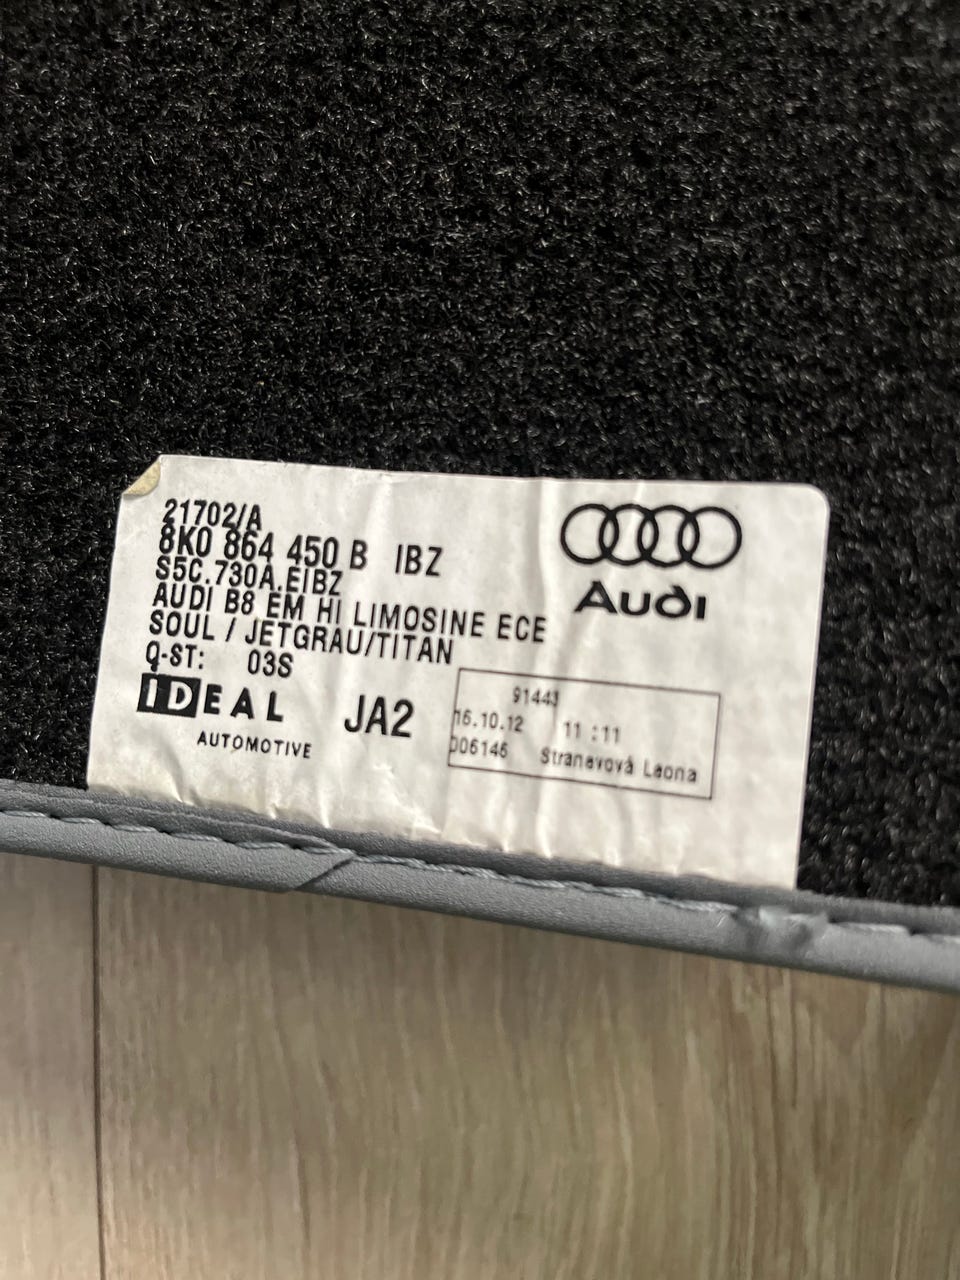 21702/A
8K0 864 450 B IBZ
S5C.730A.EIBZ
AUDI B8 EM HI LIMOSINE ECE
SOUL / JETGRAU/TITAN
Q-ST: 03S
IDEAL
AUTOMOTIVE
JA2
Audi
91443
16.10.12 11:11
006146 Stranevová Leona